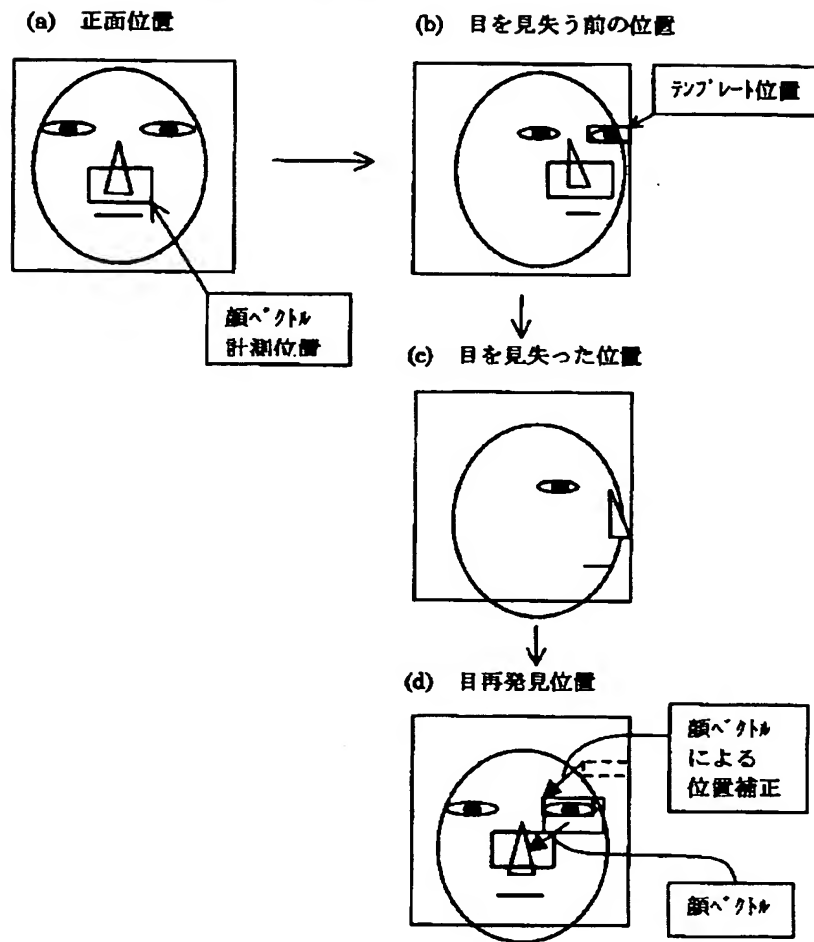 (a) 正面位置
(b) 目を見失う前の位置
テンプレート位置
顔ベクトル
計測位置
(c) 目を見失った位置
(d) 目再発見位置
顔ベクトル
による
位置補正
顔ベクトル